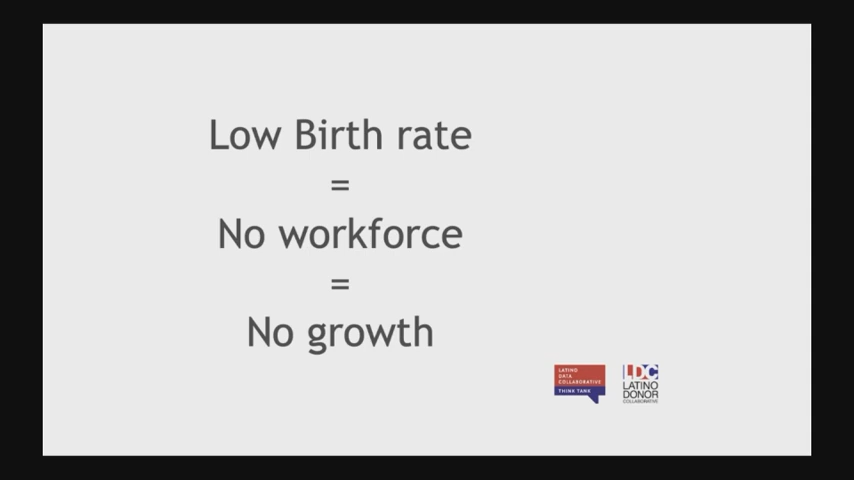 Low Birth rate
=
No workforce
=
No growth
LATINO
DATA
COLLABORATIVE
THINK TANK
LDC
LATINO
DONOR
COLLABORATIVE